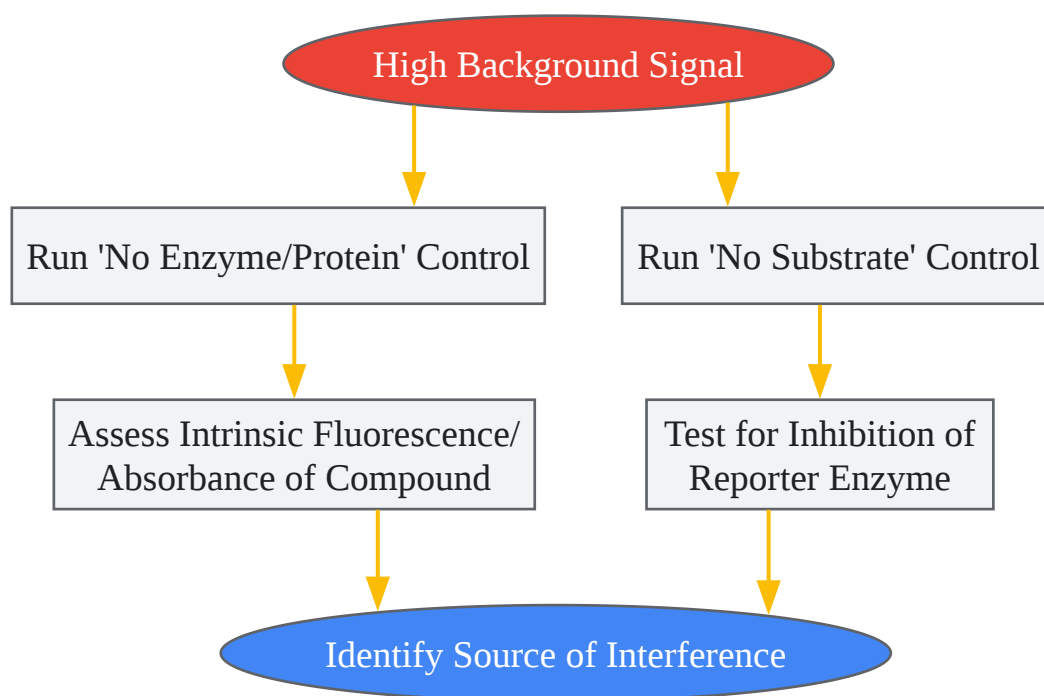 High Background Signal
Run 'No Enzyme/Protein' Control
Run 'No Substrate' Control
Assess Intrinsic Fluorescence/
Absorbance of Compound
Test for Inhibition of
Reporter Enzyme
Identify Source of Interference